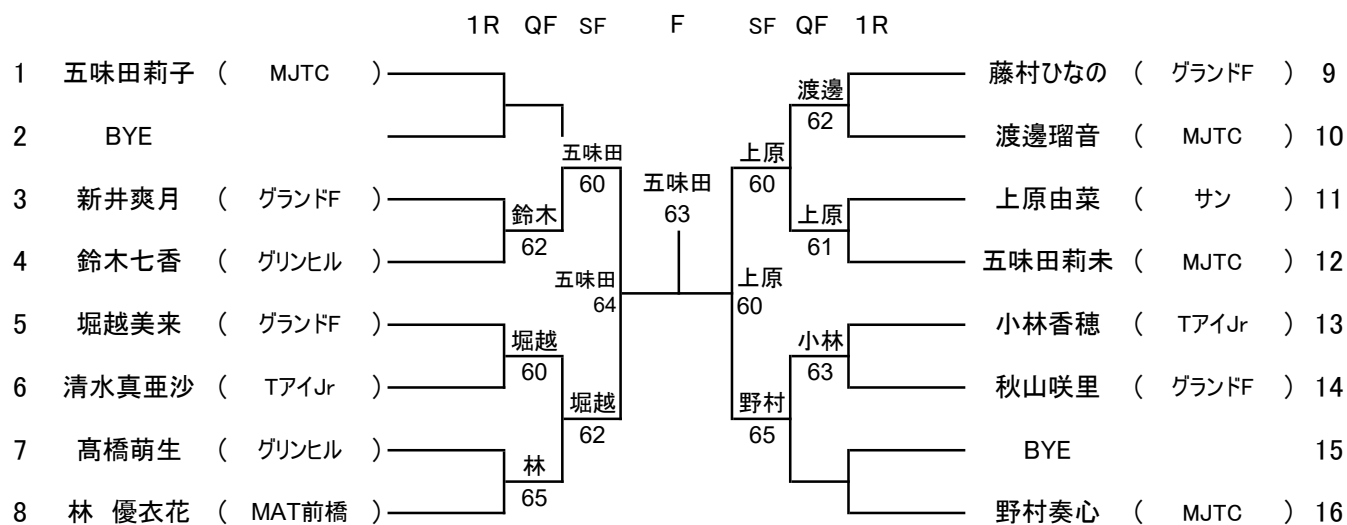 1R QF SF F SF QF 1R
1 五味田莉子 ( MJTC ) 藤村ひなの ( グランドF ) 9
渡邊
62
2 BYE 渡邊瑠音 ( MJTC ) 10
五味田 上原
60 五味田 60
3 新井爽月 ( グランドF ) 上原由菜 ( サン ) 11
鈴木 63 上原
62 61
4 鈴木七香 ( グリンヒル ) 五味田莉未 ( MJTC ) 12
五味田 上原
64 60
5 堀越美来 ( グランドF ) 小林香穂 ( TアイJr ) 13
堀越 小林
60 63
6 清水真亜沙 ( TアイJr ) 秋山咲里 ( グランドF ) 14
堀越 野村
62 65
7 髙橋萌生 ( グリンヒル ) BYE 15
林
65
8 林 優衣花 ( MAT前橋 ) 野村奏心 ( MJTC ) 16